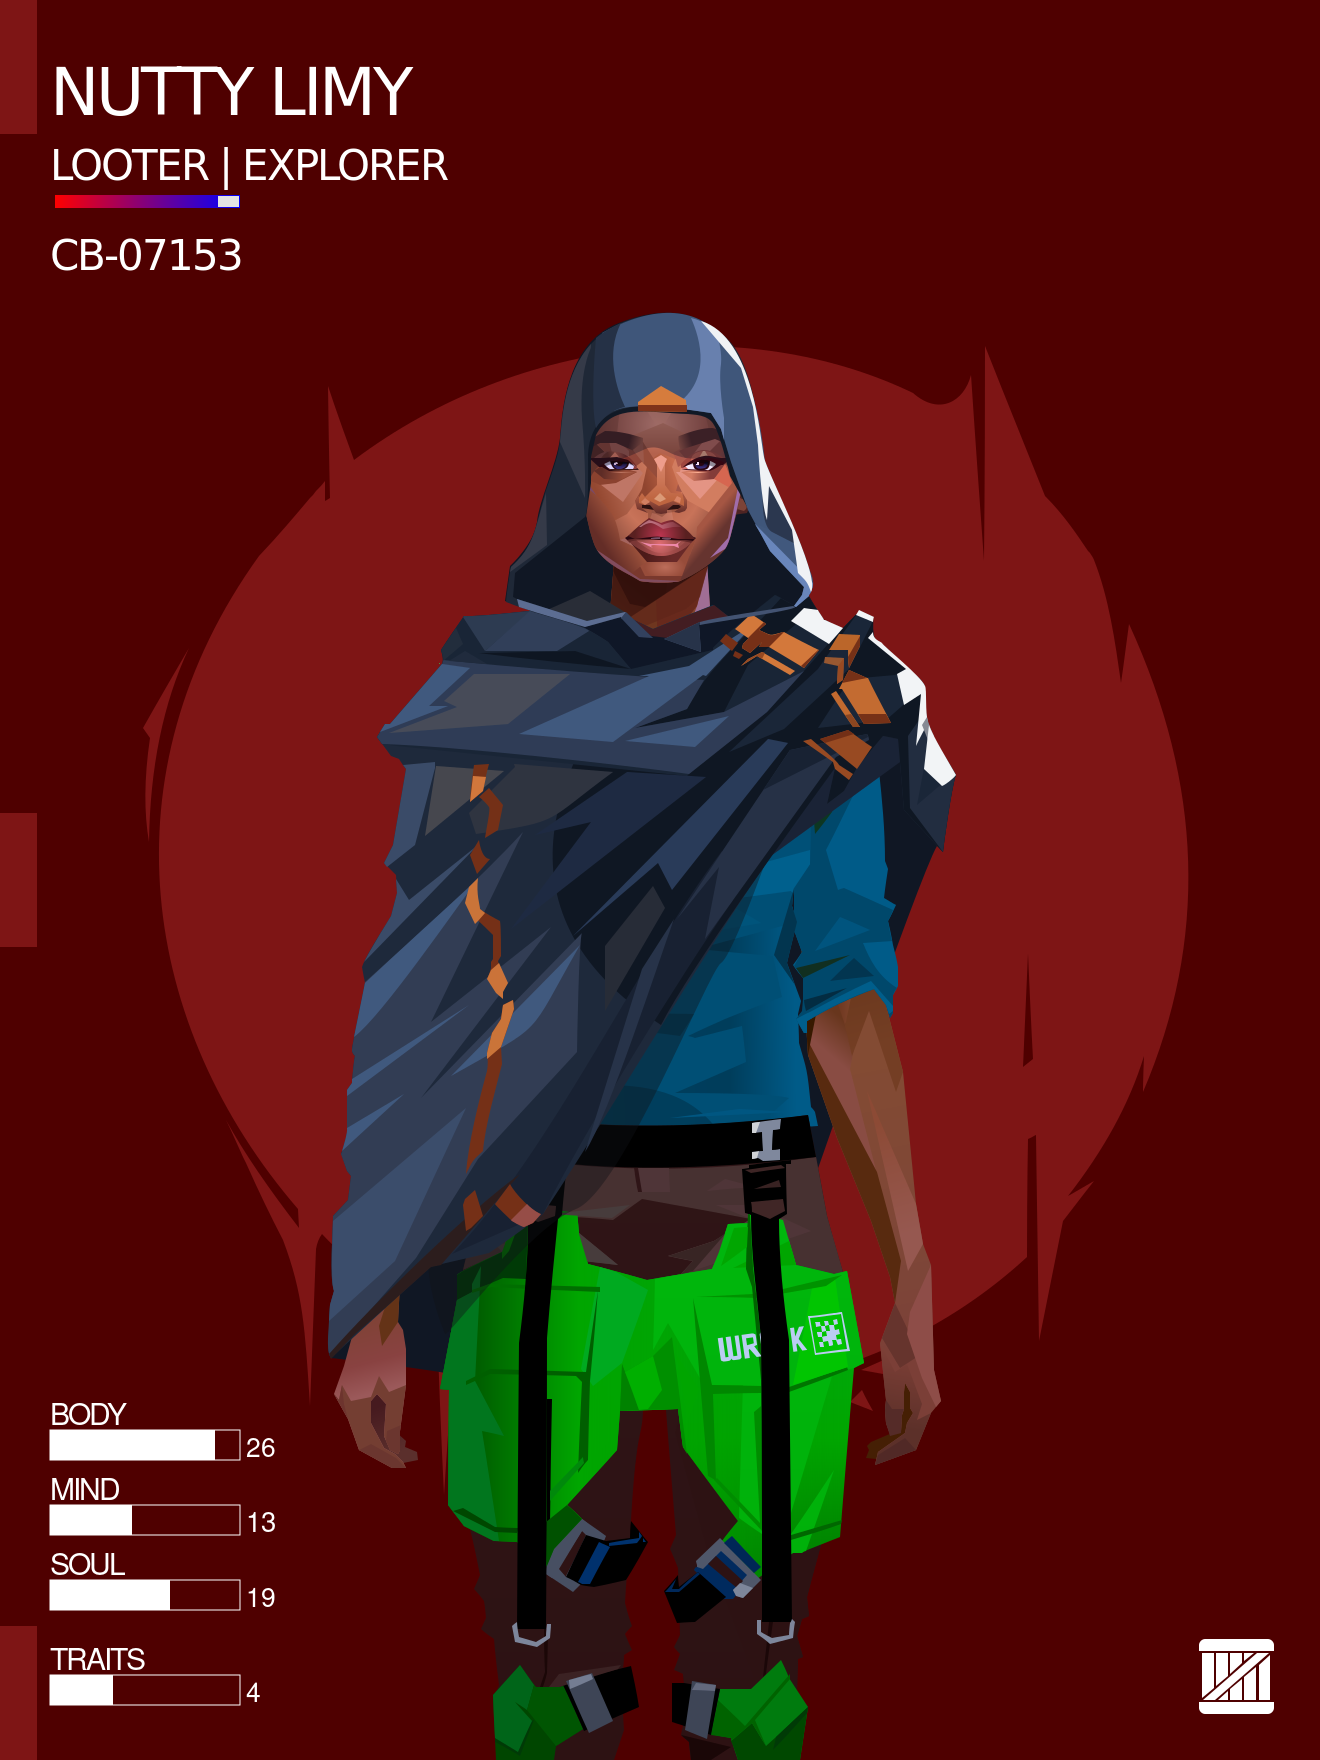 NUTTY LIMY
LOOTER | EXPLORER
CB-07153
BODY
26
MIND
13
SOUL
19
TRAITS
4